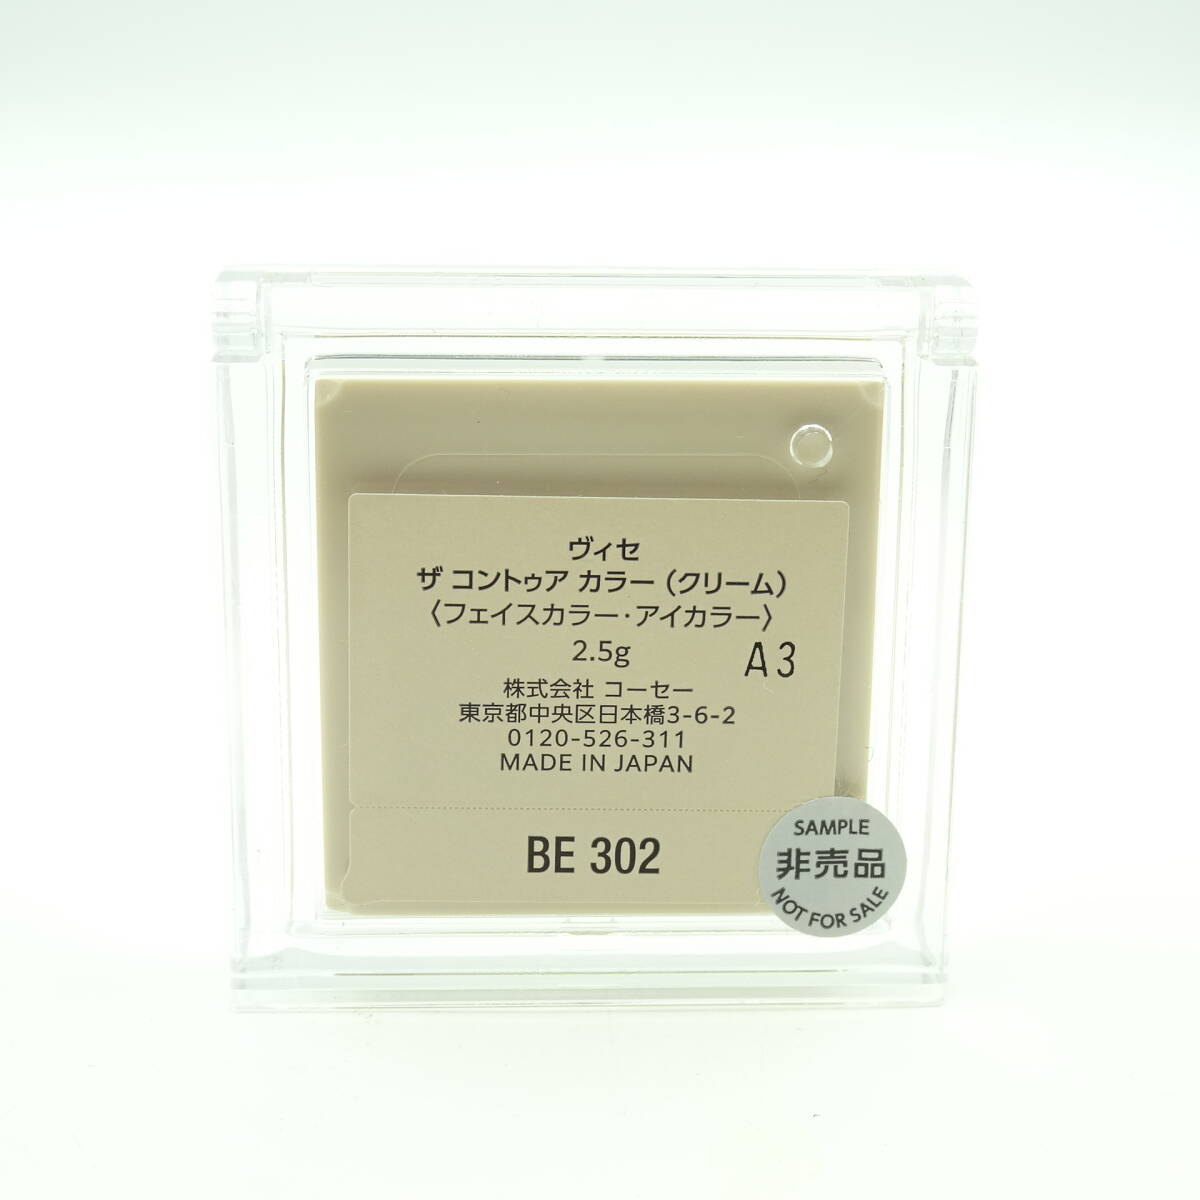 ヴィセ
ザ コントゥア カラー（クリーム）
〈フェイスカラー・アイカラー〉
2.5g
A3
株式会社 コーセー
東京都中央区日本橋3-6-2
0120-526-311
MADE IN JAPAN
BE 302
SAMPLE
非売品
NOT FOR SALE